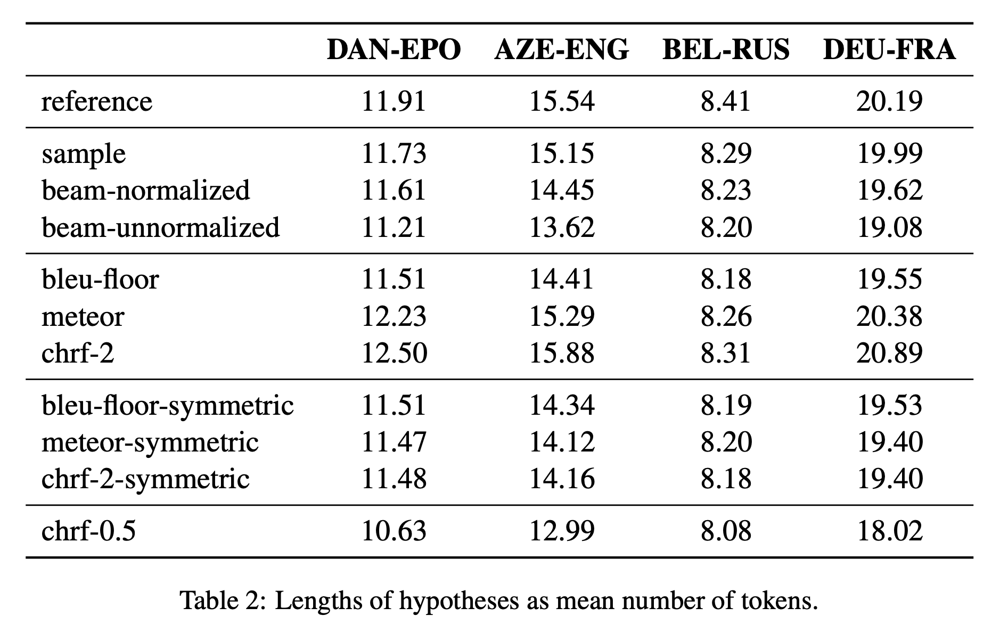 DAN-EPO AZE-ENG BEL-RUS DEU-FRA
reference 11.91 15.54 8.41 20.19
sample 11.73 15.15 8.29 19.99
beam-normalized 11.61 14.45 8.23 19.62
beam-unnormalized 11.21 13.62 8.20 19.08
bleu-floor 11.51 14.41 8.18 19.55
meteor 12.23 15.29 8.26 20.38
chrf-2 12.50 15.88 8.31 20.89
bleu-floor-symmetric 11.51 14.34 8.19 19.53
meteor-symmetric 11.47 14.12 8.20 19.40
chrf-2-symmetric 11.48 14.16 8.18 19.40
chrf-0.5 10.63 12.99 8.08 18.02
Table 2: Lengths of hypotheses as mean number of tokens.